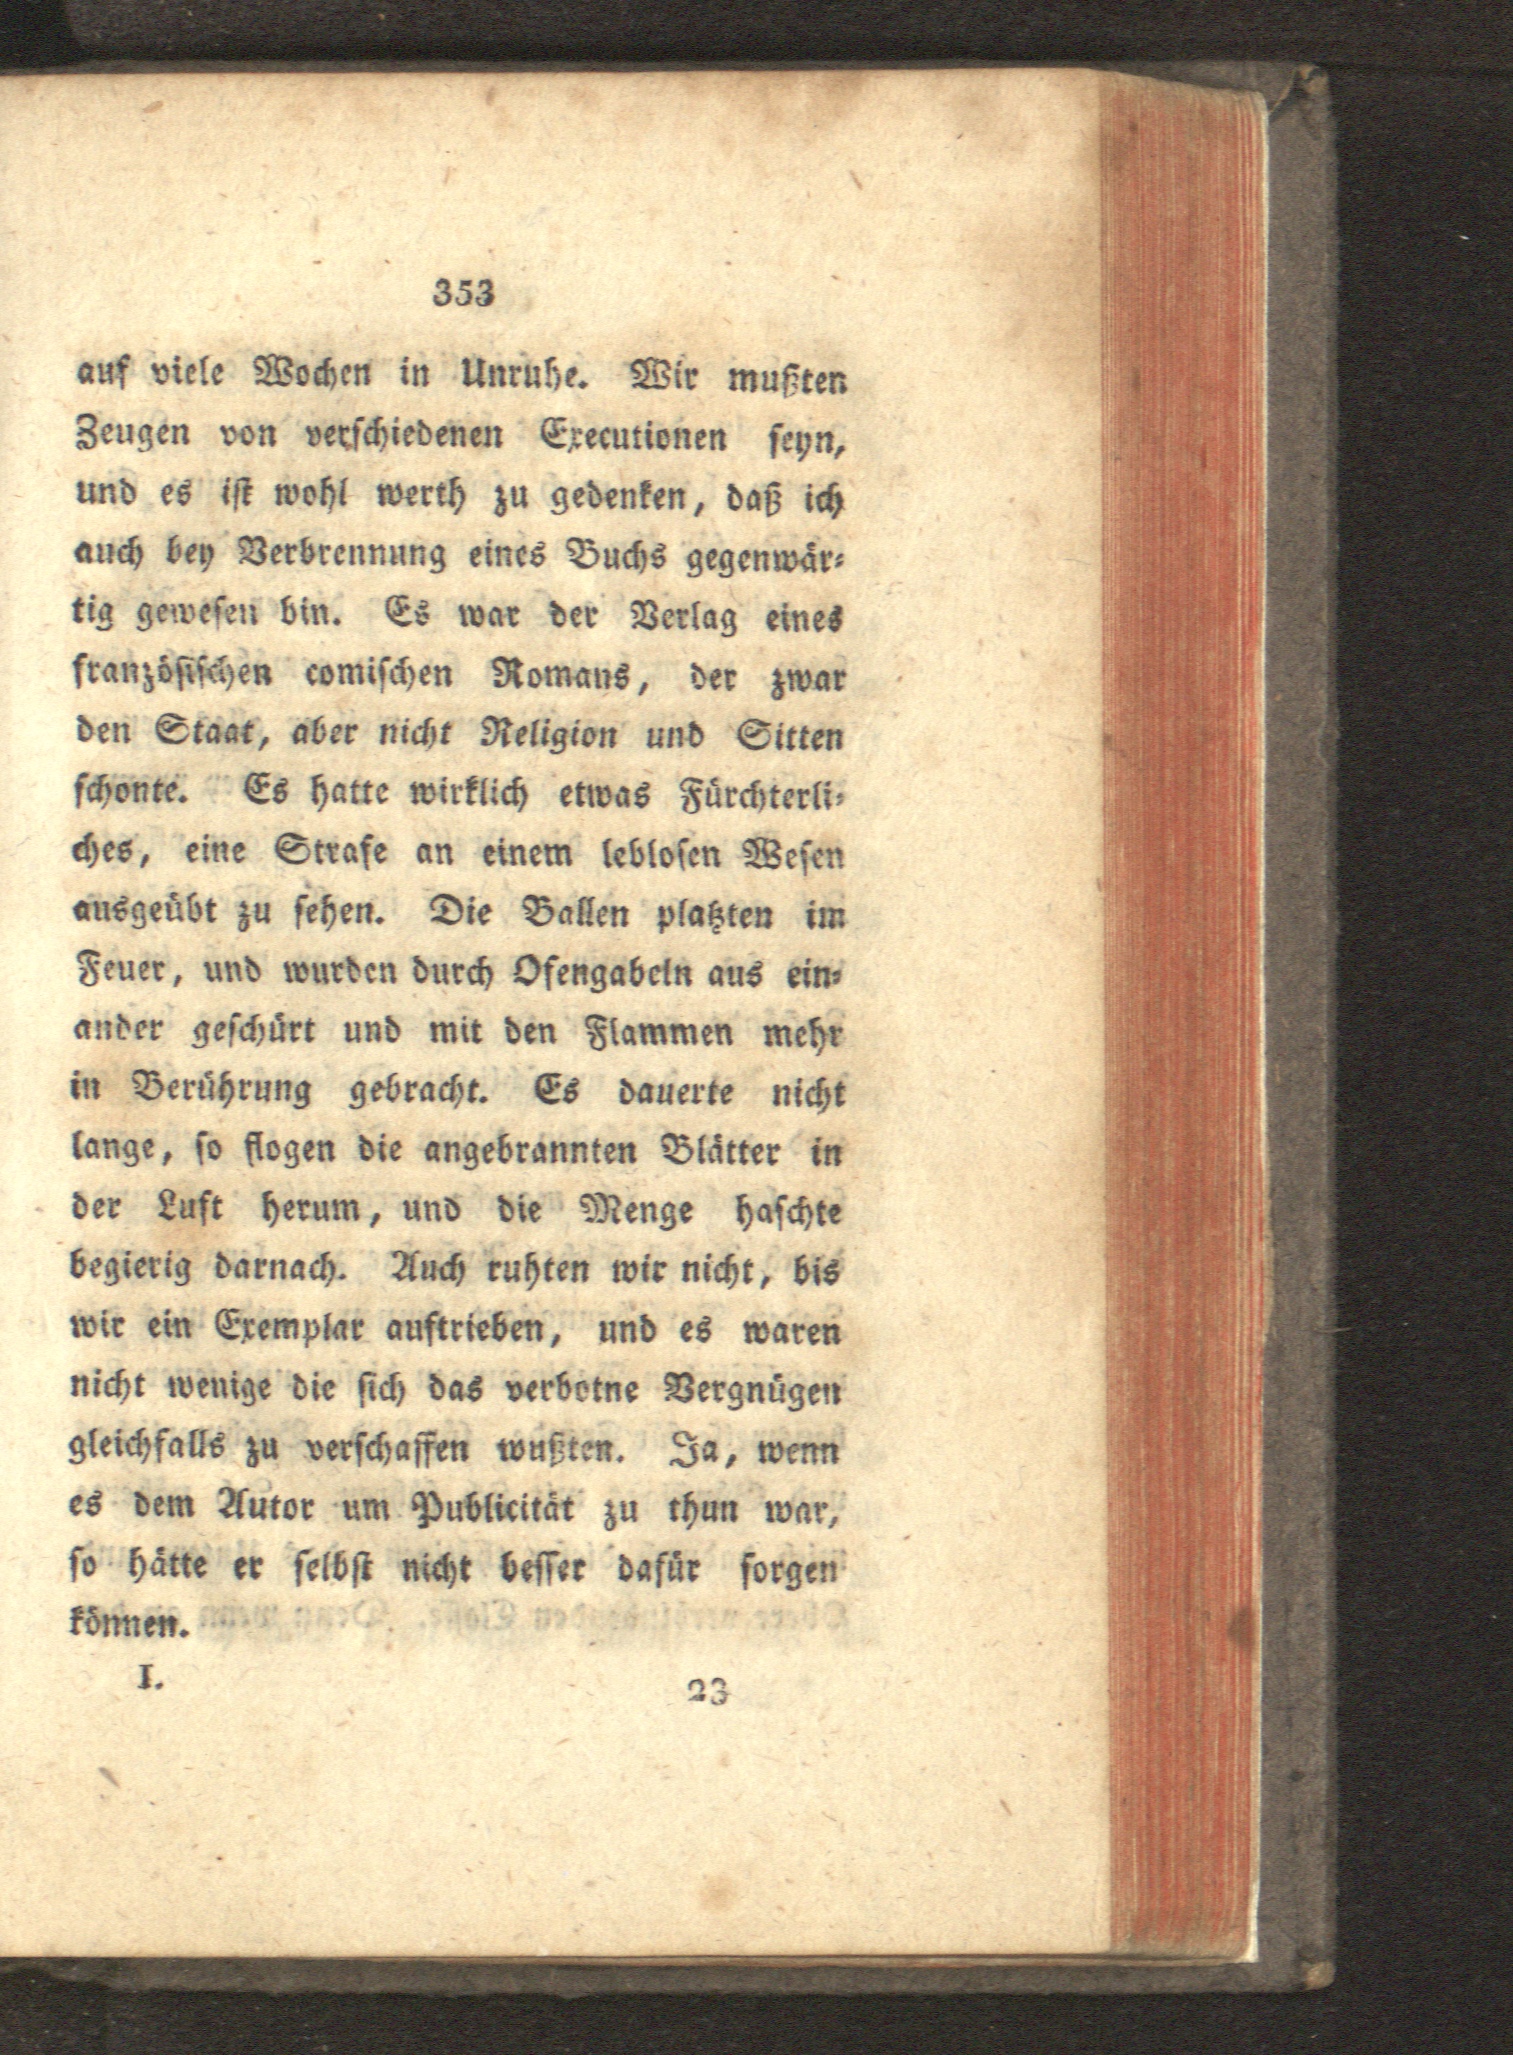 353
auf viele Wochen in Unruhe. Wir mußten
Zeugen von verschiedenen Executionen seyn,
und es ist wohl werth zu gedenken, daß ich
auch bey Verbrennung eines Buchs gegenwär-
tig gewesen bin. Es war der Verlag eines
französischen comischen Romans, der zwar
den Staat, aber nicht Religion und Sitten
schonte. Es hatte wirklich etwas Fürchterli-
ches, eine Strafe an einem leblosen Wesen
ausgeübt zu sehen. Die Ballen platzten im
Feuer, und wurden durch Ofengabeln aus ein-
ander geschürt und mit den Flammen mehr
in Berührung gebracht. Es dauerte nicht
lange, so flogen die angebrannten Blätter in
der Luft herum, und die Menge haschte
begierig darnach. Auch ruhten wir nicht, bis
wir ein Exemplar auftrieben, und es waren
nicht wenige die sich das verbotne Vergnügen
gleichfalls zu verschaffen wußten. Ja, wenn
es dem Autor um Publicität zu thun war,
so hätte er selbst nicht besser dafür sorgen
können.
I. 23